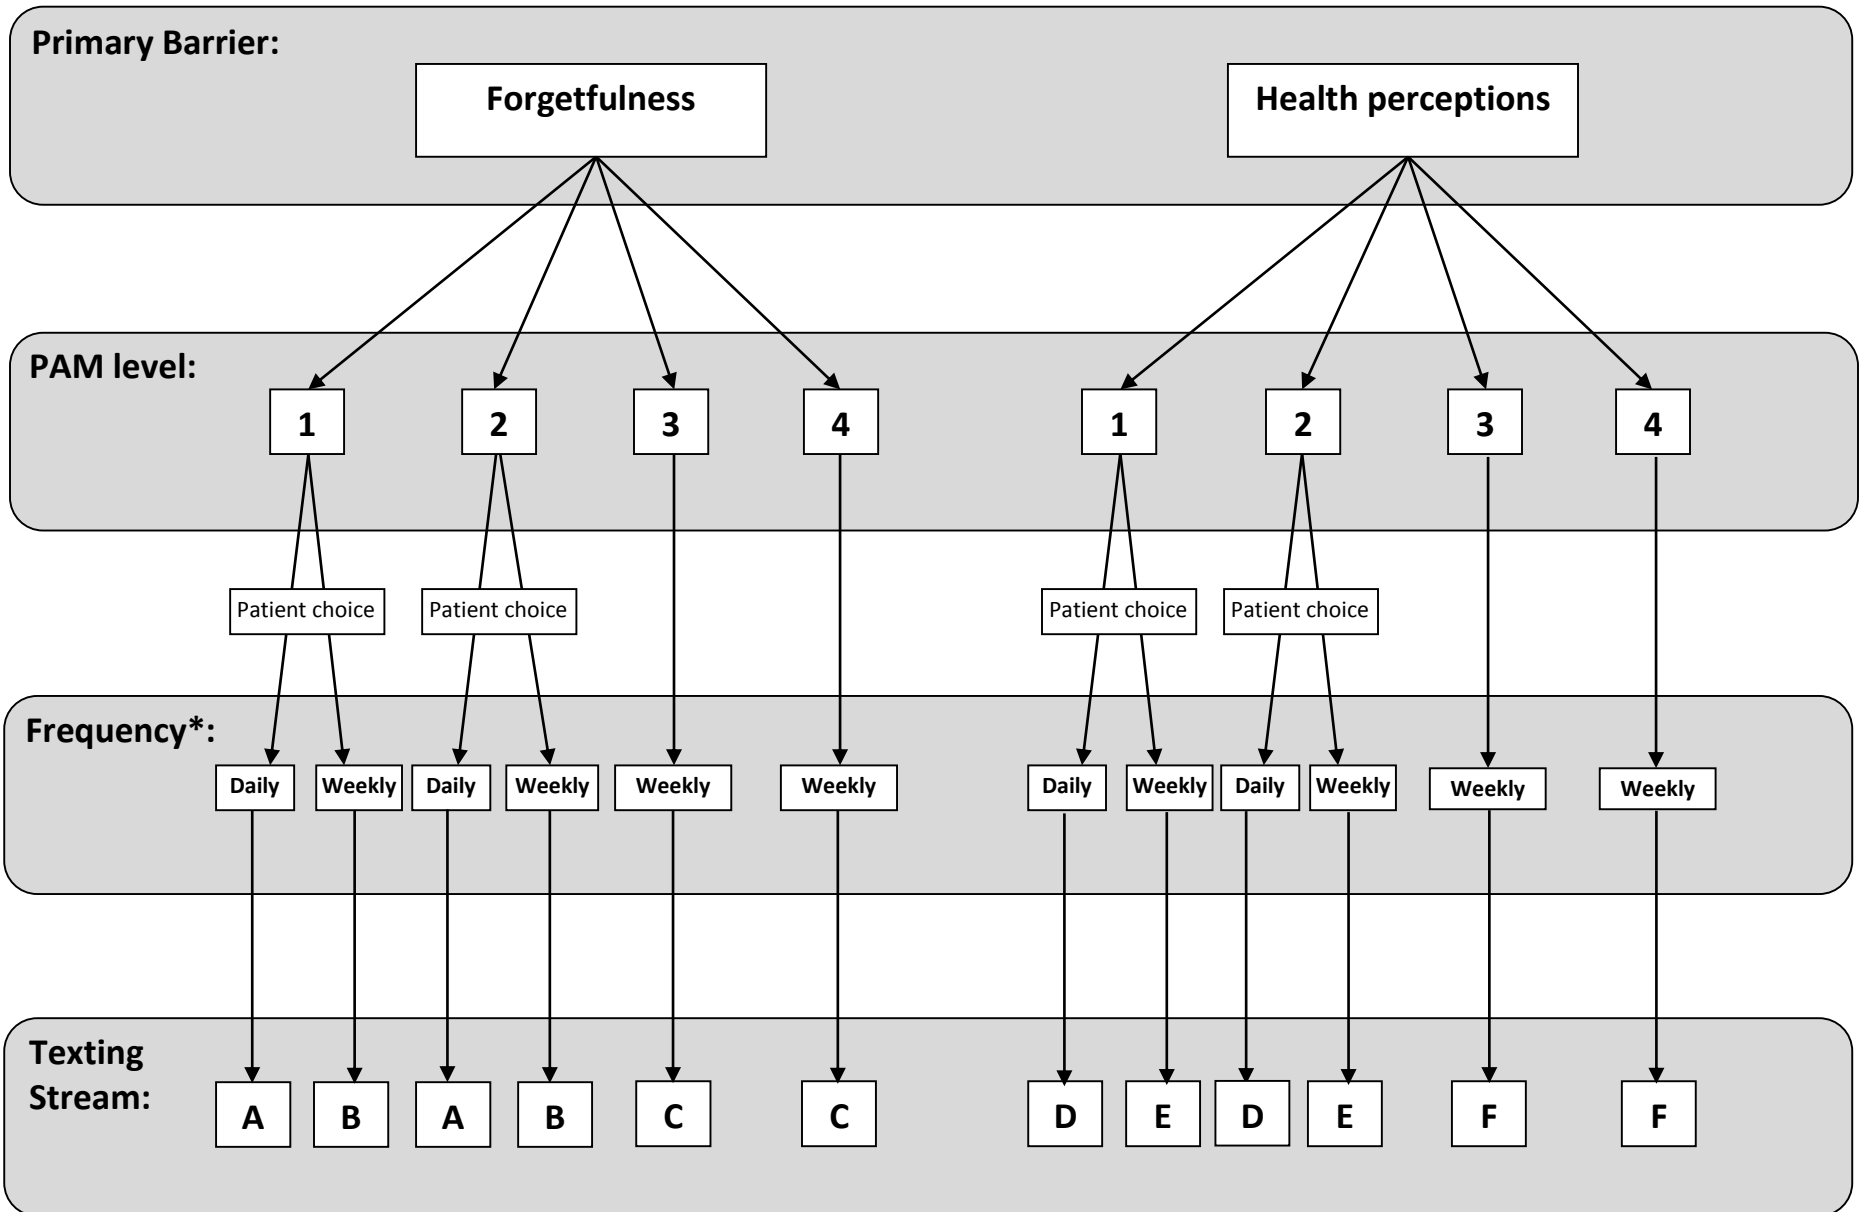 Primary Barrier:
Forgetfulness Health perceptions
PAM level:
1 2 3 4 1 2 3 4
Patient choice Patient choice Patient choice Patient choice
Frequency*:
Daily Weekly Daily Weekly Weekly Weekly Daily Weekly Daily Weekly Weekly Weekly
Texting
Stream:
A B A B C C D E D E F F